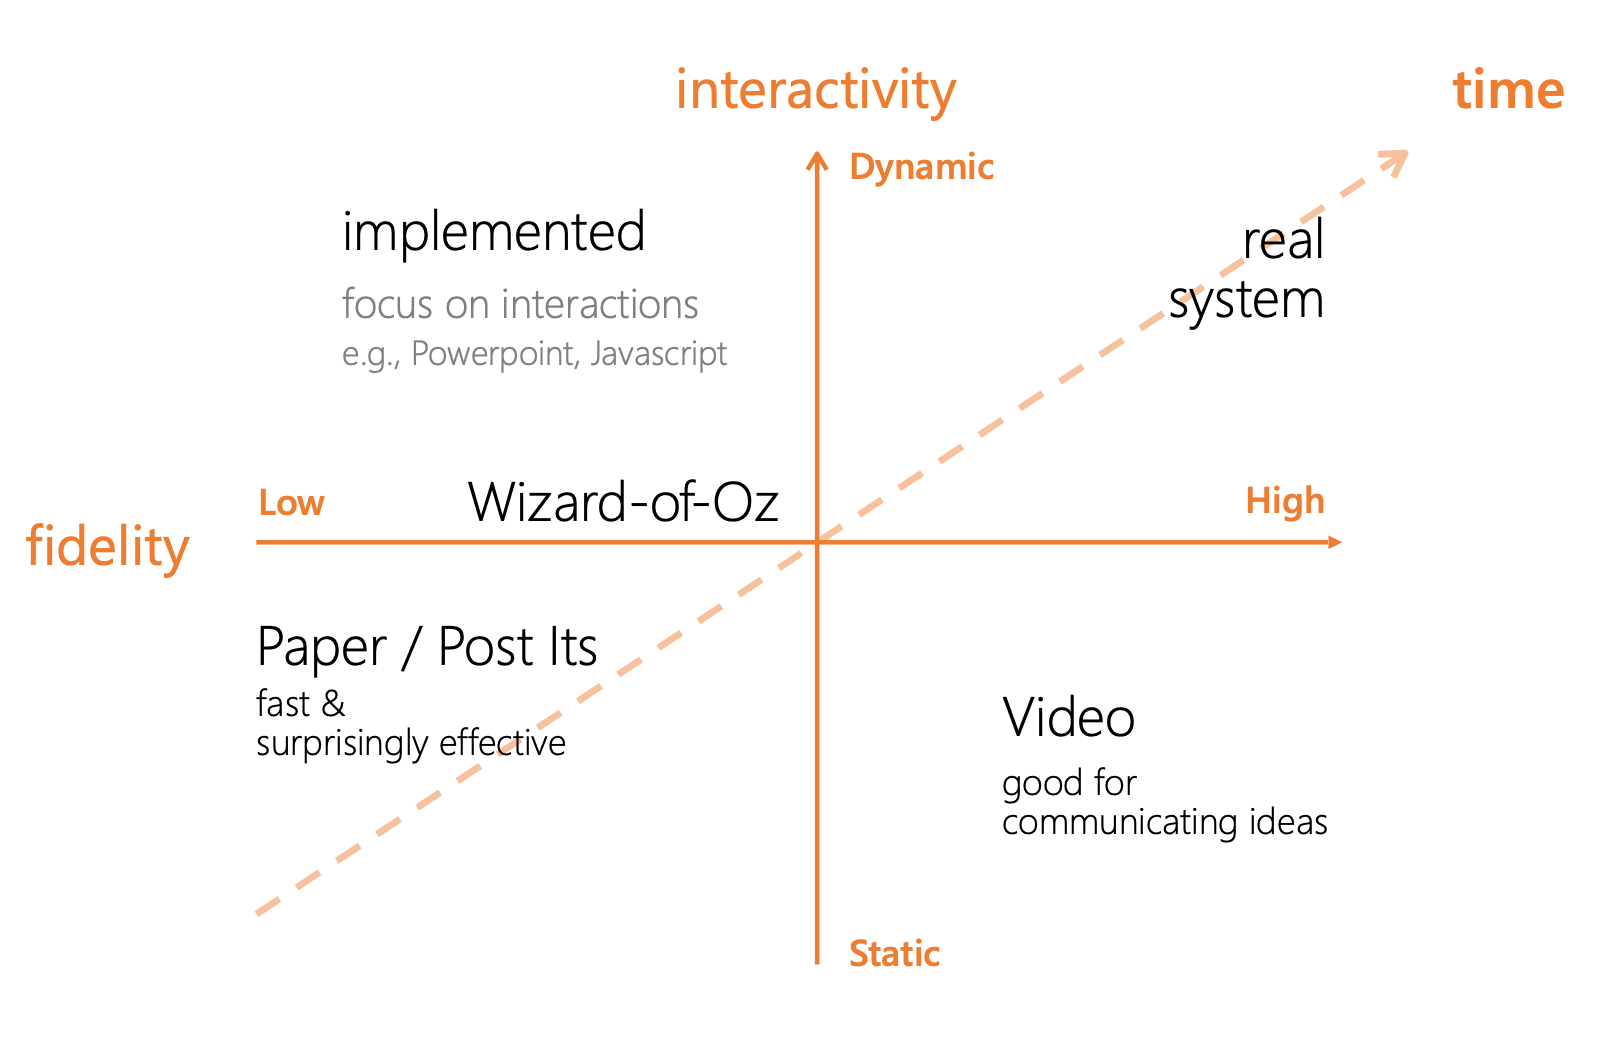 interactivity
time
Dynamic
implemented
focus on interactions
e.g., Powerpoint, Javascript
real
system
Low
Wizard-of-Oz
High
fidelity
Paper / Post Its
fast &
surprisingly effective
Video
good for
communicating ideas
Static